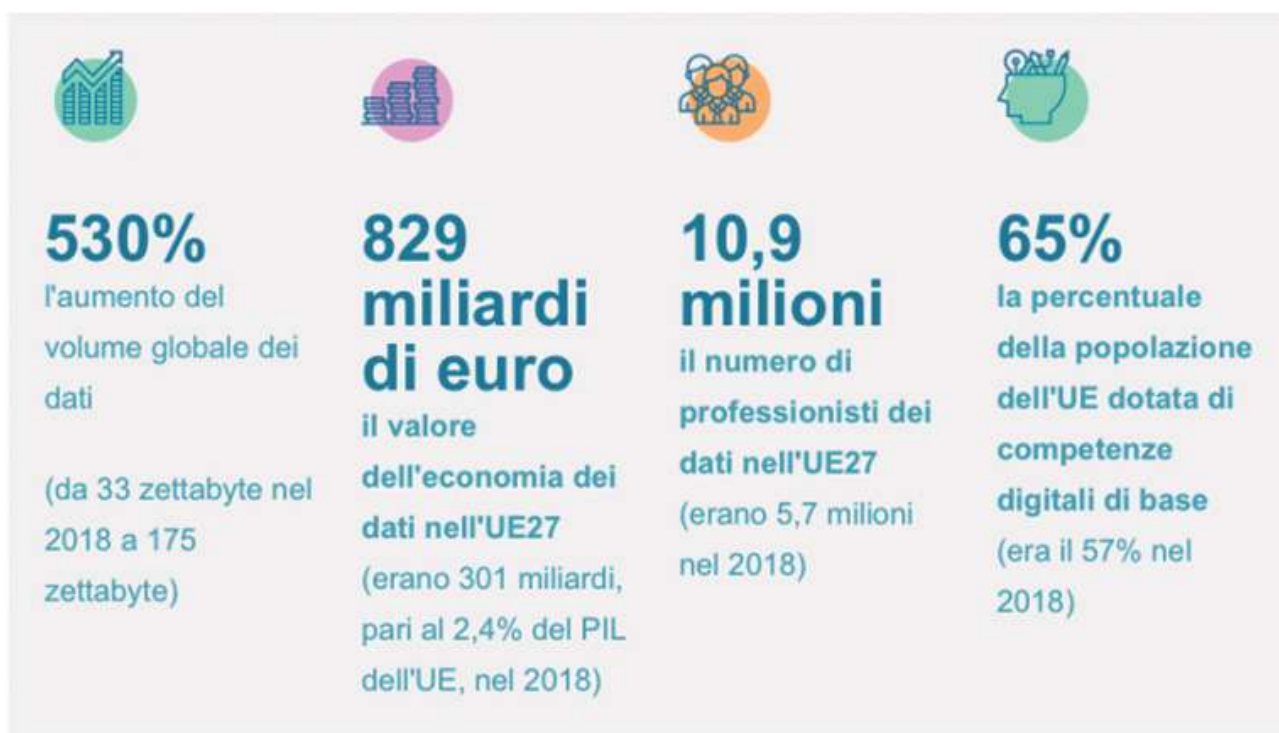 530%
l'aumento del
volume globale dei
dati
(da 33 zettabyte nel
2018 a 175
zettabyte)
829
miliardi
di euro
il valore
dell'economia dei
dati nell'UE27
(erano 301 miliardi,
pari al 2,4% del PIL
dell'UE, nel 2018)
10,9
milioni
il numero di
professionisti dei
dati nell'UE27
(erano 5,7 milioni
nel 2018)
65%
la percentuale
della popolazione
dell'UE dotata di
competenze
digitali di base
(era il 57% nel
2018)